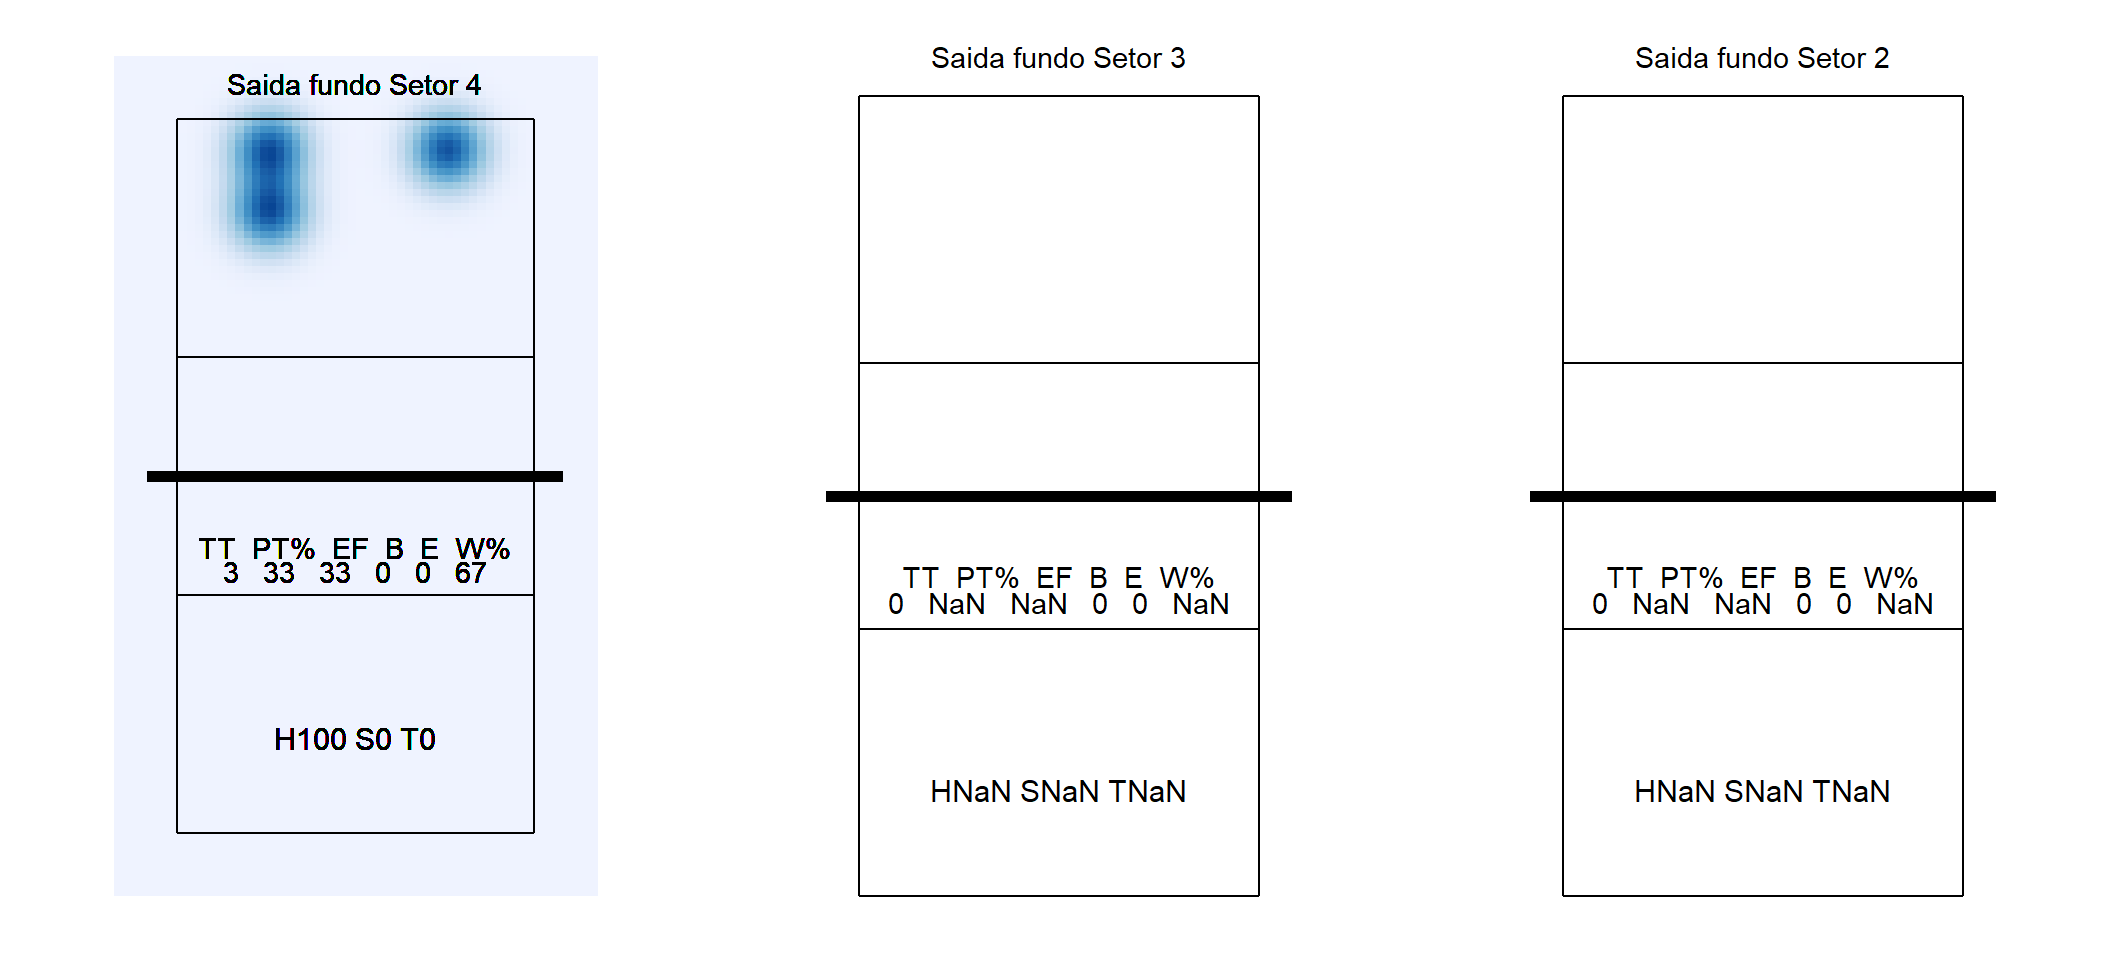 Saida fundo Setor 4
TT PT% EF B E W%
3 33 33 0 0 67
H100 S0 T0
Saida fundo Setor 3
TT PT% EF B E W%
0 NaN NaN 0 0 NaN
HNaN SNaN TNaN
Saida fundo Setor 2
TT PT% EF B E W%
0 NaN NaN 0 0 NaN
HNaN SNaN TNaN